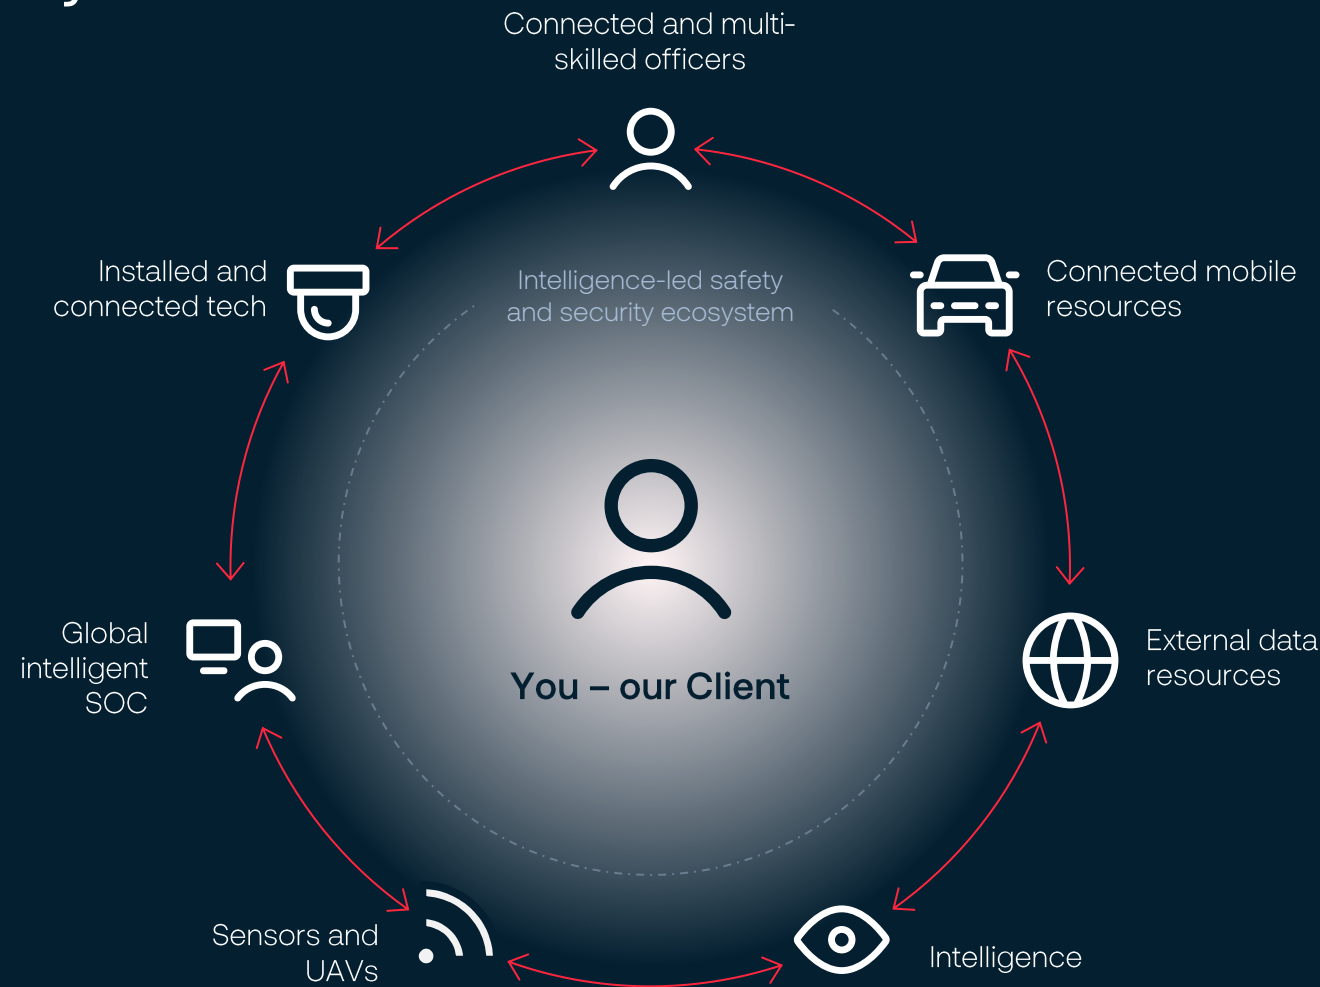 Connected and multi-
skilled officers
Installed and
connected tech
Intelligence-led safety
and security ecosystem
Connected mobile
resources
Global
intelligent
SOC
You – our Client
External data
resources
Sensors and
UAVs
Intelligence